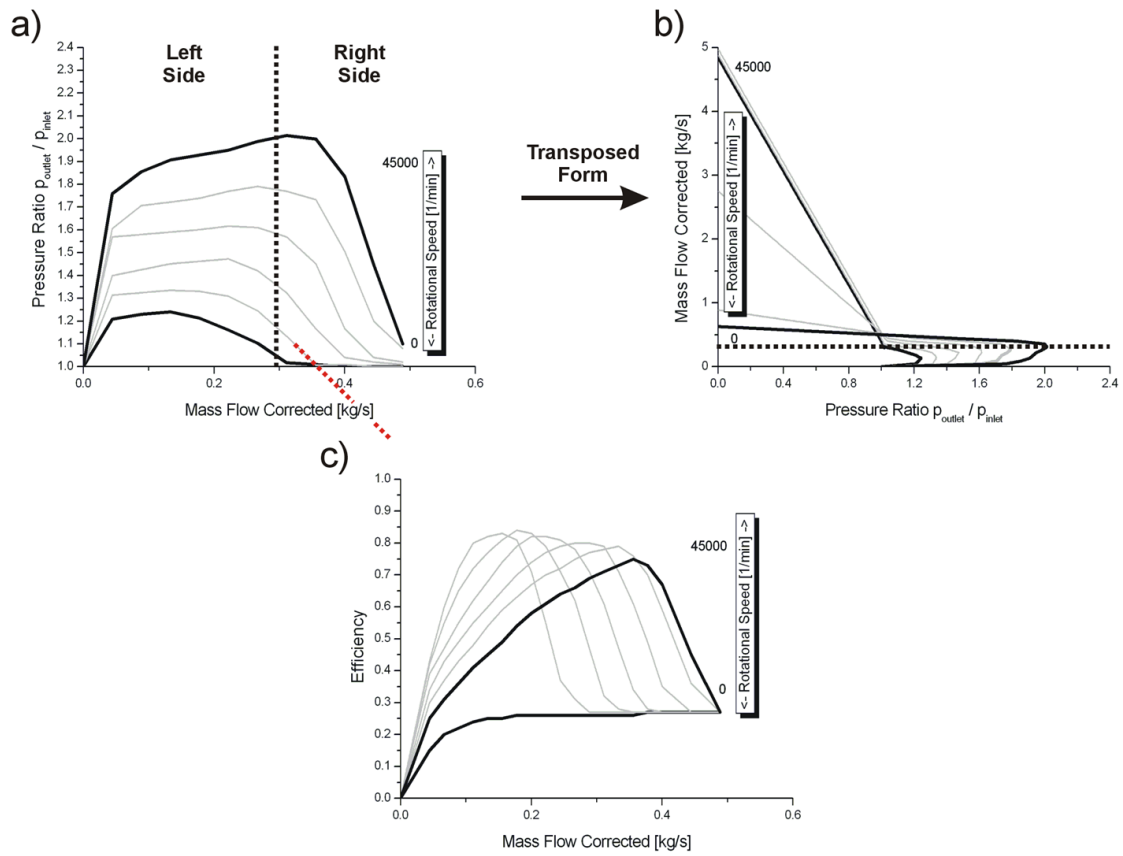 a)
Left
Side
Right
Side
2.4
2.3
2.2
2.1
2.0
1.9
1.8
1.7
1.6
1.5
1.4
1.3
1.2
1.1
1.0
Pressure Ratio p_outlet / p_inlet
0.0
0.2
0.4
0.6
Mass Flow Corrected [kg/s]
45000
0
<- Rotational Speed [1/min] ->
Transposed
Form
b)
5
4
3
2
1
0
Mass Flow Corrected [kg/s]
45000
0
<- Rotational Speed [1/min] ->
0.0
0.4
0.8
1.2
1.6
2.0
2.4
Pressure Ratio p_outlet / p_inlet
c)
1.0
0.9
0.8
0.7
0.6
0.5
0.4
0.3
0.2
0.1
0.0
Efficiency
0.0
0.2
0.4
0.6
Mass Flow Corrected [kg/s]
45000
0
<- Rotational Speed [1/min] ->